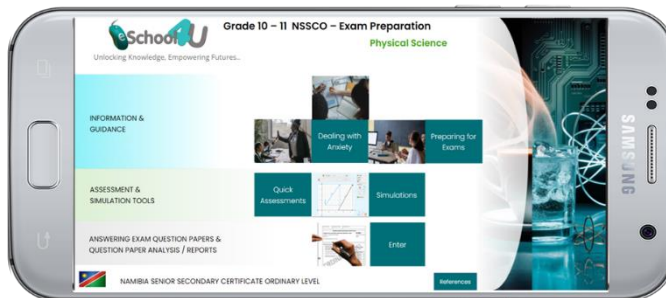 eSchool4U
Unlocking Knowledge, Empowering Futures..
Grade 10 – 11 NSSCO – Exam Preparation
Physical Science
INFORMATION &
GUIDANCE
Dealing with
Anxiety
Preparing for
Exams
ASSESSMENT &
SIMULATION TOOLS
Quick
Assessments
Simulations
ANSWERING EXAM QUESTION PAPERS &
QUESTION PAPER ANALYSIS / REPORTS
Enter
NAMIBIA SENIOR SECONDARY CERTIFICATE ORDINARY LEVEL
References
SAMSUNG